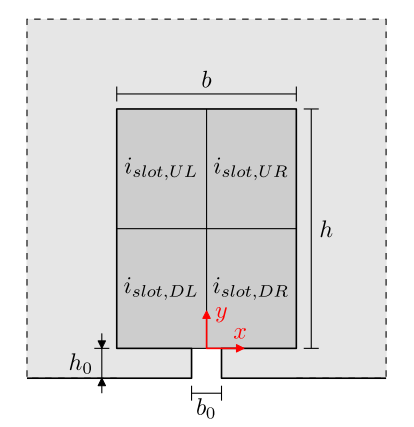 b
i_{slot,UL} i_{slot,UR}
h
i_{slot,DL} i_{slot,DR}
y
x
h_0
b_0